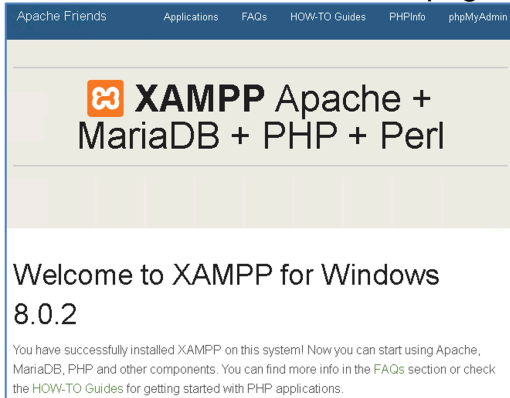 Apache Friends Applications FAQs HOW-TO Guides PHPInfo phpMyAdmin
XAMPP Apache +
MariaDB + PHP + Perl
Welcome to XAMPP for Windows
8.0.2
You have successfully installed XAMPP on this system! Now you can start using Apache,
MariaDB, PHP and other components. You can find more info in the FAQs section or check
the HOW-TO Guides for getting started with PHP applications.